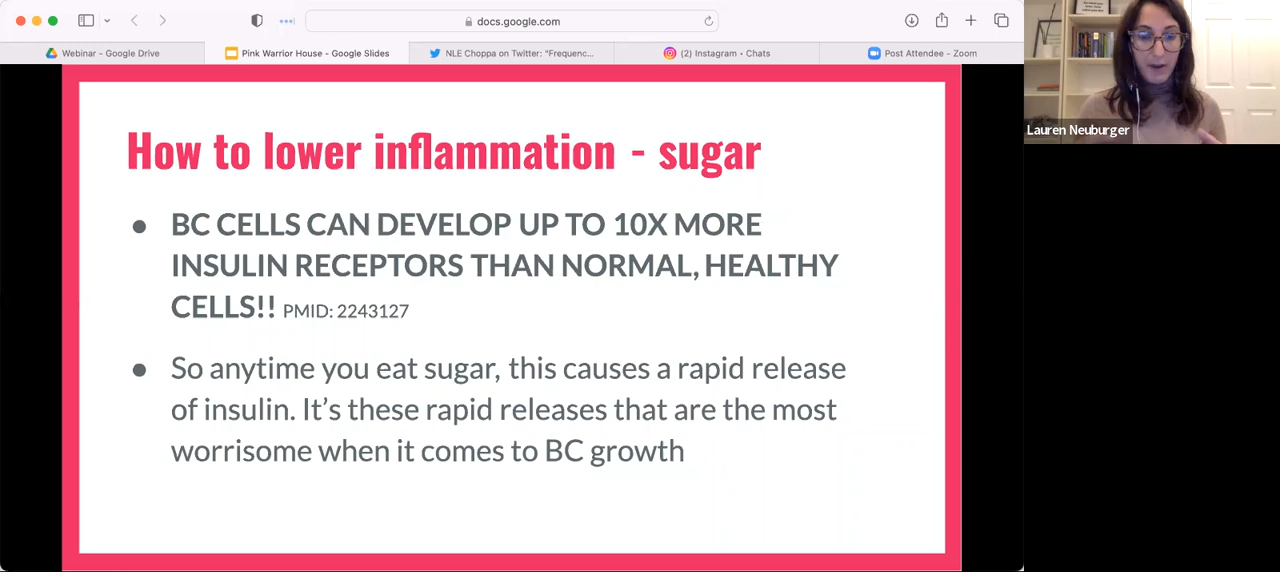 docs.google.com
Webinar - Google Drive
Pink Warrior House - Google Slides
NLE Choppa on Twitter: "Frequenc...
(2) Instagram • Chats
Post Attendee - Zoom
Lauren Neuburger
How to lower inflammation - sugar
● BC CELLS CAN DEVELOP UP TO 10X MORE
INSULIN RECEPTORS THAN NORMAL, HEALTHY
CELLS!! PMID: 2243127
● So anytime you eat sugar, this causes a rapid release
of insulin. It's these rapid releases that are the most
worrisome when it comes to BC growth